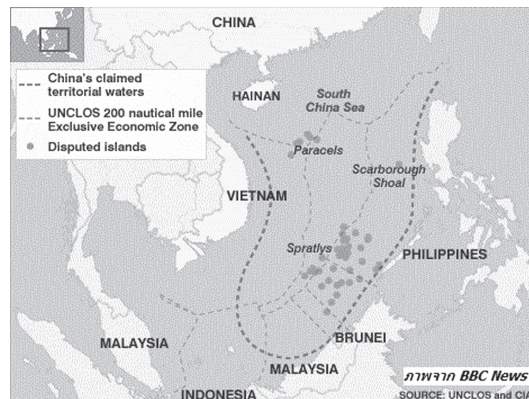 CHINA
China's claimed
territorial waters
UNCLOS 200 nautical mile
Exclusive Economic Zone
Disputed islands
HAINAN
South
China Sea
Paracels
Scarborough
Shoal
VIETNAM
Spratlys
PHILIPPINES
BRUNEI
MALAYSIA
MALAYSIA
INDONESIA
ภาพจาก BBC News
SOURCE: UNCLOS and CIA